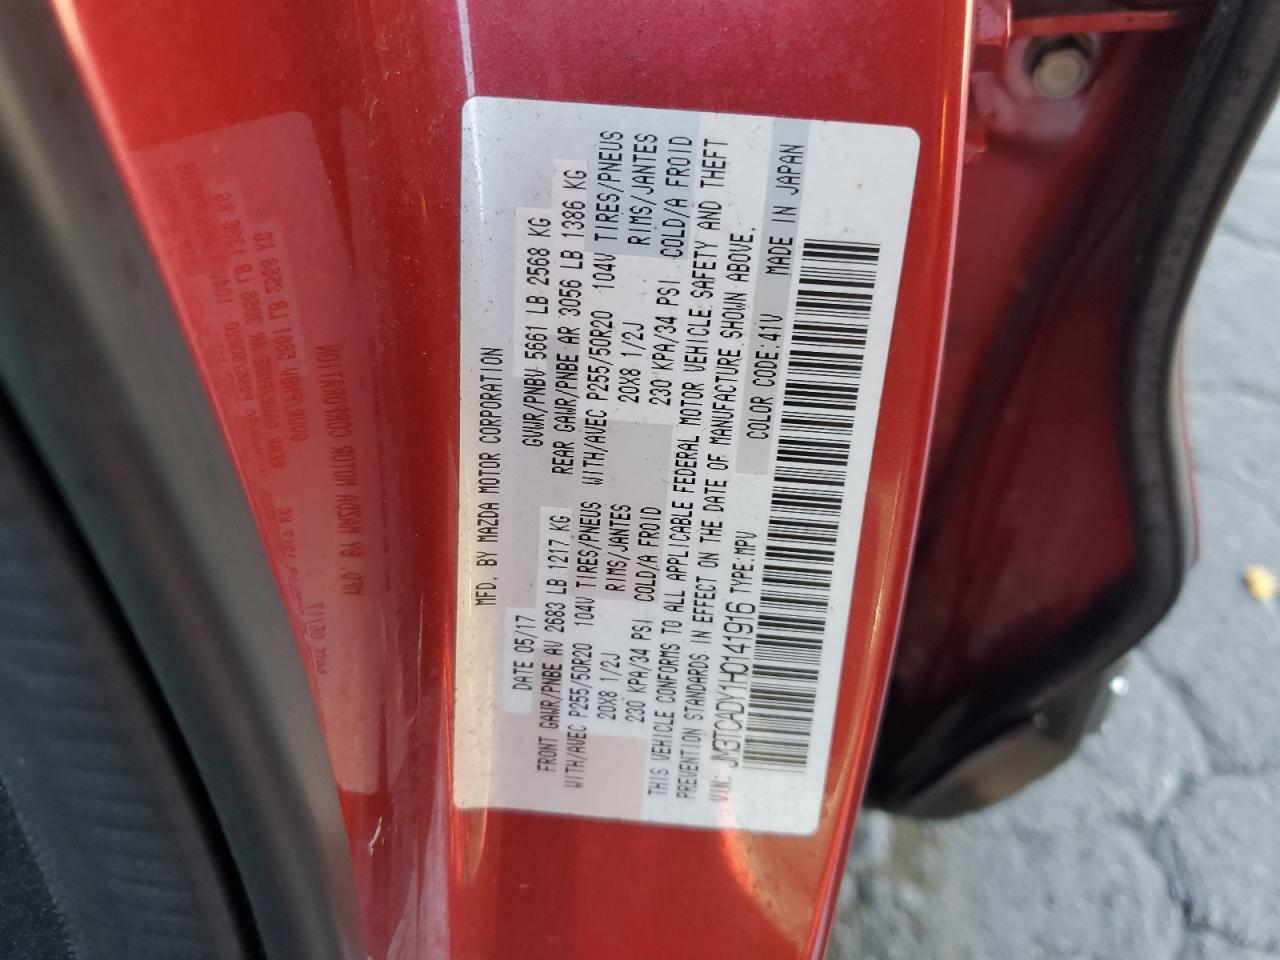 MFD. BY MAZDA MOTOR CORPORATION
DATE 05/17 GVWR/PNBV 5661 LB 2568 KG
FRONT GAWR/PNBE AV 2683 LB 1217 KG REAR GAWR/PNBE AR 3056 LB 1386 KG
WITH/AVEC P255/50R20 104V TIRES/PNEUS WITH/AVEC P255/50R20 104V TIRES/PNEUS
20X8 1/2J RIMS/JANTES 20X8 1/2J RIMS/JANTES
230 KPA/34 PSI COLD/A FROID 230 KPA/34 PSI COLD/A FROID
THIS VEHICLE CONFORMS TO ALL APPLICABLE FEDERAL MOTOR VEHICLE SAFETY AND THEFT
PREVENTION STANDARDS IN EFFECT ON THE DATE OF MANUFACTURE SHOWN ABOVE.
VIN: JM3TCADY1H0141916 TYPE:MPV COLOR CODE:41V MADE IN JAPAN